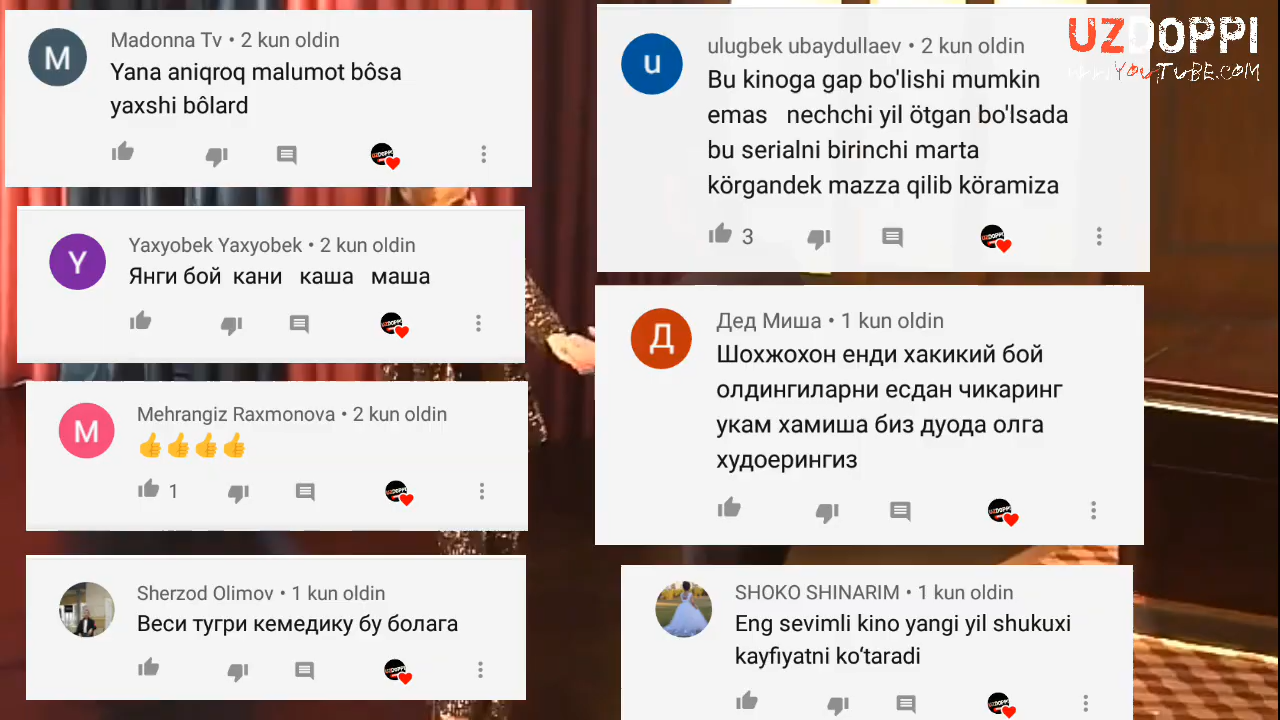 Madonna Tv • 2 kun oldin
Yana aniqroq malumot bôsa
yaxshi bôlard
Yaxyobek Yaxyobek • 2 kun oldin
Янги бой кани каша маша
Mehrangiz Raxmonova • 2 kun oldin
👍👍👍👍
1
Sherzod Olimov • 1 kun oldin
Веси тугри кемедику бу болага
UZDOPPI
www.YouTube.com
ulugbek ubaydullaev • 2 kun oldin
Bu kinoga gap bo'lishi mumkin
emas nechchi yil ötgan bo'lsada
bu serialni birinchi marta
körgandek mazza qilib köramiza
3
Дед Миша • 1 kun oldin
Шохжохон енди хакикий бой
олдингиларни есдан чикаринг
укам хамиша биз дуода олга
худоерингиз
SHOKO SHINARIM • 1 kun oldin
Eng sevimli kino yangi yil shukuxi
kayfiyatni ko‘taradi